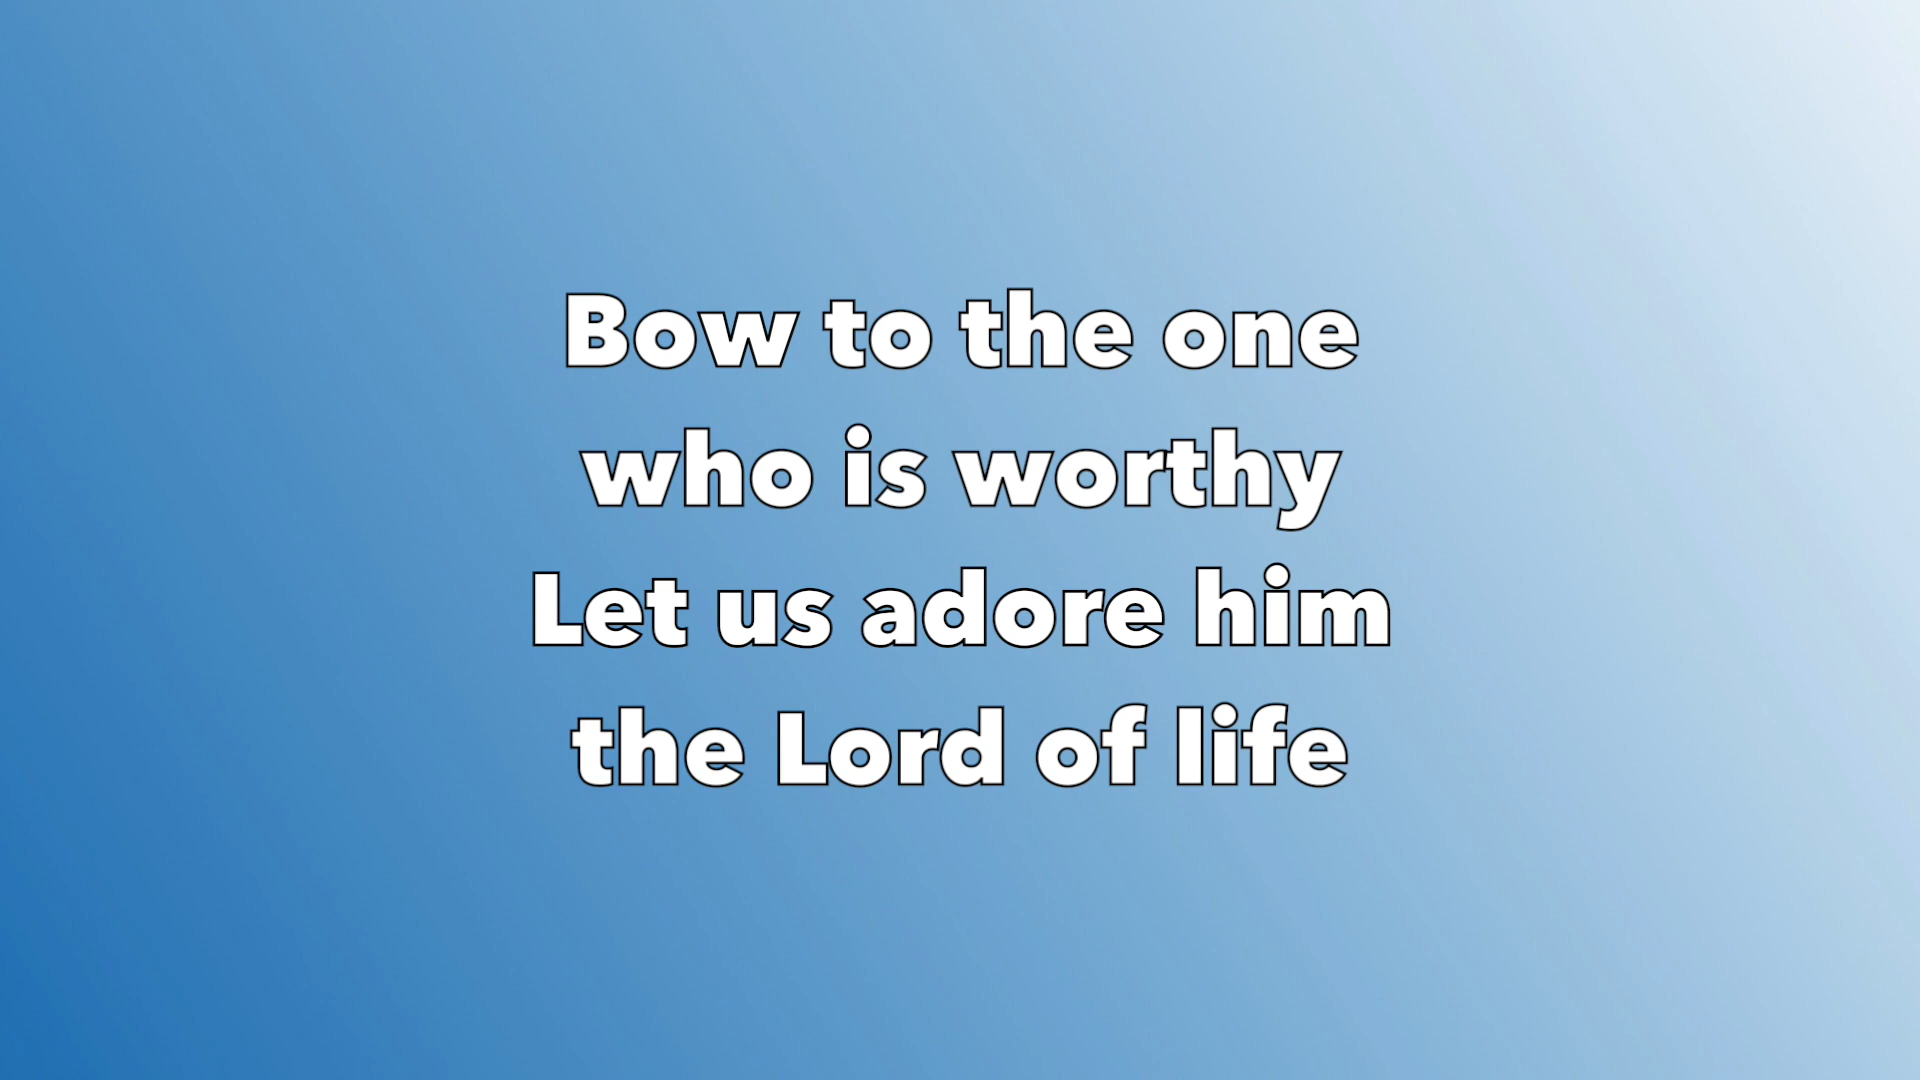 Bow to the one
who is worthy
Let us adore him
the Lord of life